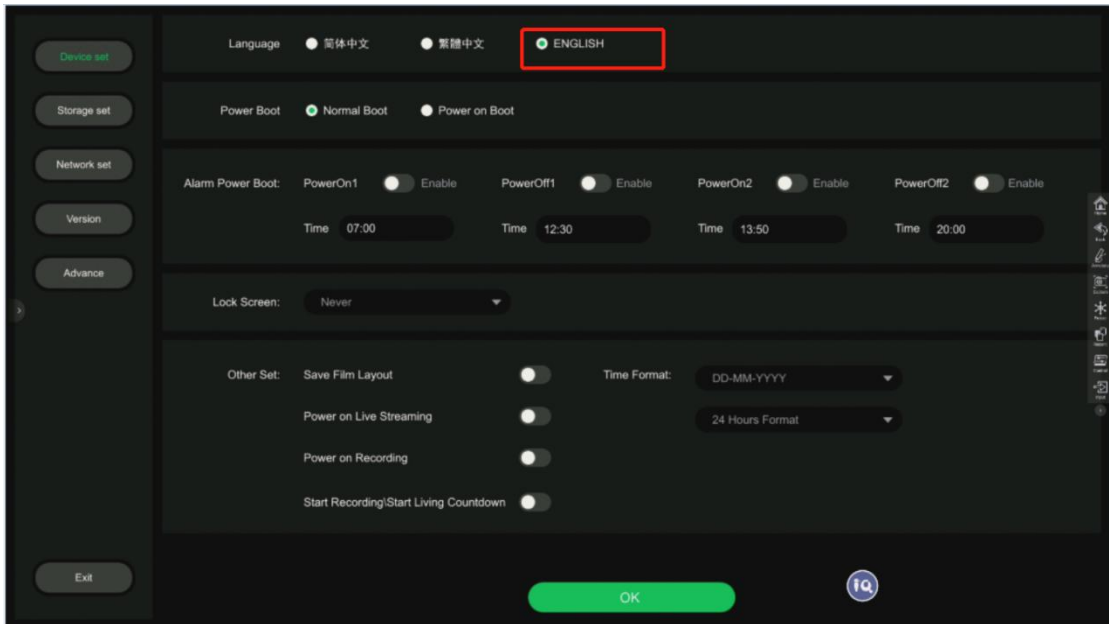 Language 简体中文 繁體中文 ENGLISH
Device set
Storage set
Network set
Version
Advance
Exit
Power Boot Normal Boot Power on Boot
Alarm Power Boot: PowerOn1 Enable PowerOff1 Enable PowerOn2 Enable PowerOff2 Enable
Time 07:00 Time 12:30 Time 13:50 Time 20:00
Lock Screen: Never
Other Set: Save Film Layout Time Format: DD-MM-YYYY
Power on Live Streaming 24 Hours Format
Power on Recording
Start Recording\Start Living Countdown
OK
iQ
Home